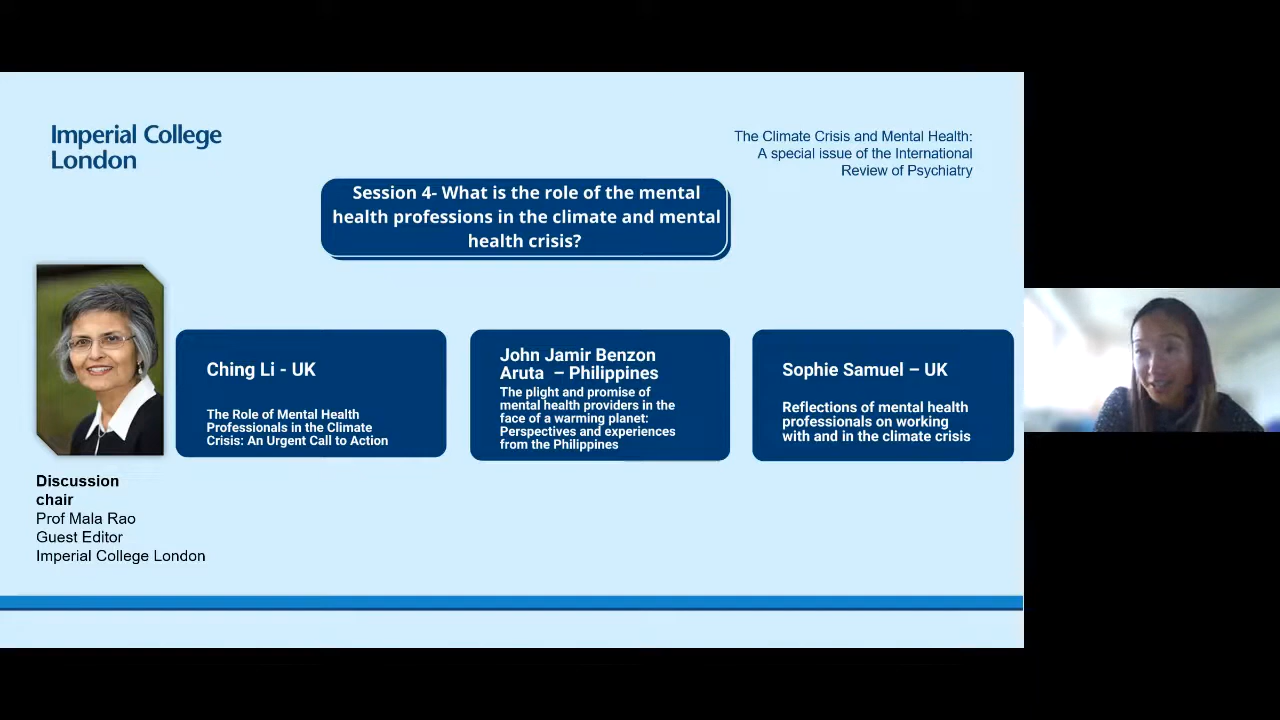 Imperial College
London
The Climate Crisis and Mental Health:
A special issue of the International
Review of Psychiatry
Session 4- What is the role of the mental
health professions in the climate and mental
health crisis?
Ching Li - UK
The Role of Mental Health
Professionals in the Climate
Crisis: An Urgent Call to Action
John Jamir Benzon
Aruta – Philippines
The plight and promise of
mental health providers in the
face of a warming planet:
Perspectives and experiences
from the Philippines
Sophie Samuel – UK
Reflections of mental health
professionals on working
with and in the climate crisis
Discussion
chair
Prof Mala Rao
Guest Editor
Imperial College London